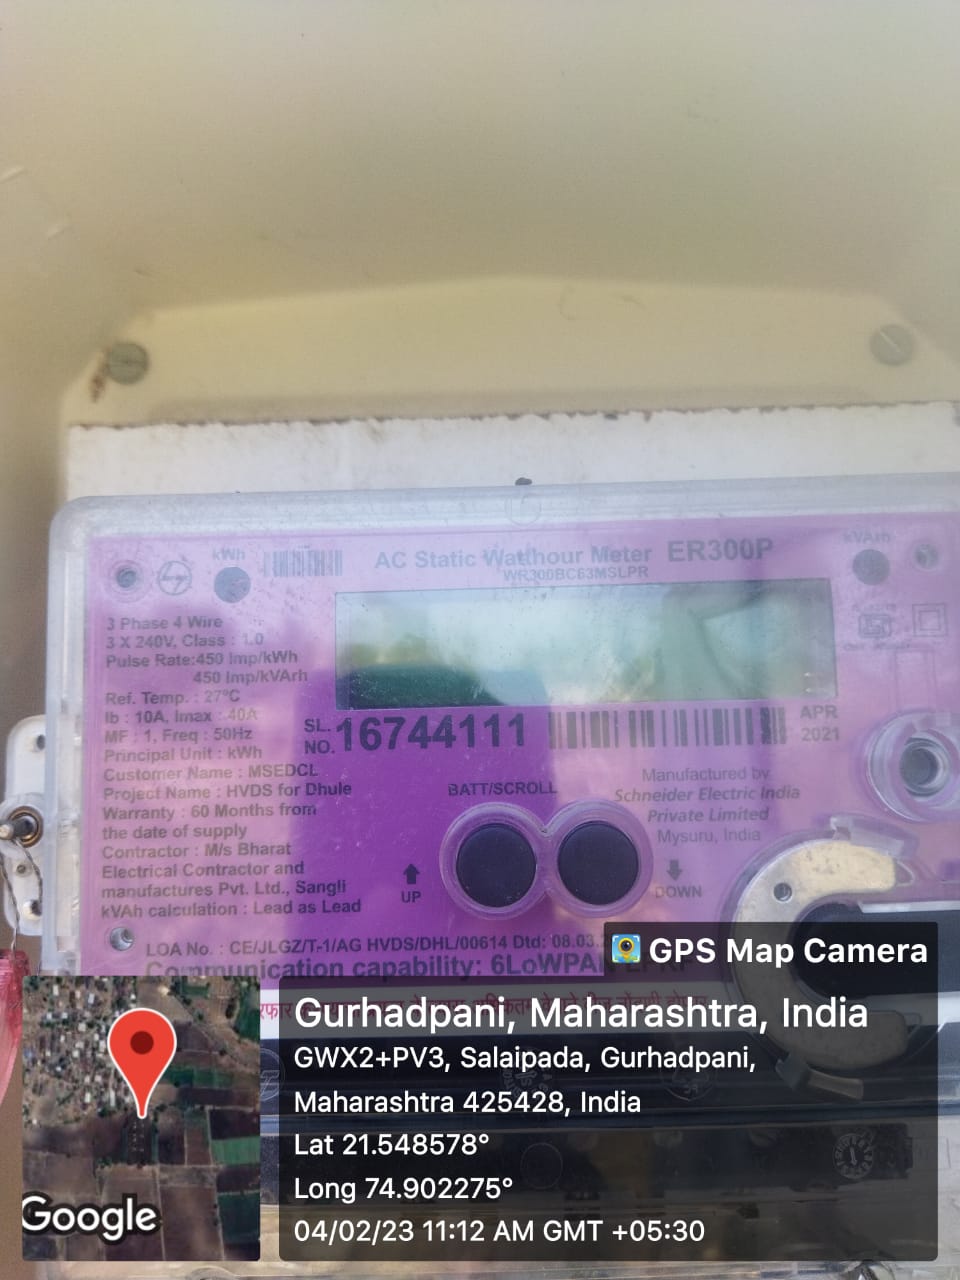 kWh
AC Static Watthour Meter ER300P
WR300BC63MSLPR
kVArh
3 Phase 4 Wire
3 X 240V, Class : 1.0
Pulse Rate:450 Imp/kWh
450 Imp/kVArh
Ref. Temp. : 27°C
Ib : 10A, Imax : 40A
MF : 1, Freq : 50Hz
Principal Unit : kWh
Customer Name : MSEDCL
Project Name : HVDS for Dhule
Warranty : 60 Months from
the date of supply
Contractor : M/s Bharat
Electrical Contractor and
manufactures Pvt. Ltd., Sangli
kVAh calculation : Lead as Lead
SL.
NO. 16744111
APR
2021
BATT/SCROLL
UP
DOWN
Manufactured by
Schneider Electric India
Private Limited
Mysuru, India
LOA No. : CE/JLGZ/T-1/AG HVDS/DHL/00614 Dtd: 08.03.
Communication capability: 6LoWPAN
GPS Map Camera
Gurhadpani, Maharashtra, India
GWX2+PV3, Salaipada, Gurhadpani,
Maharashtra 425428, India
Lat 21.548578°
Long 74.902275°
04/02/23 11:12 AM GMT +05:30
Google